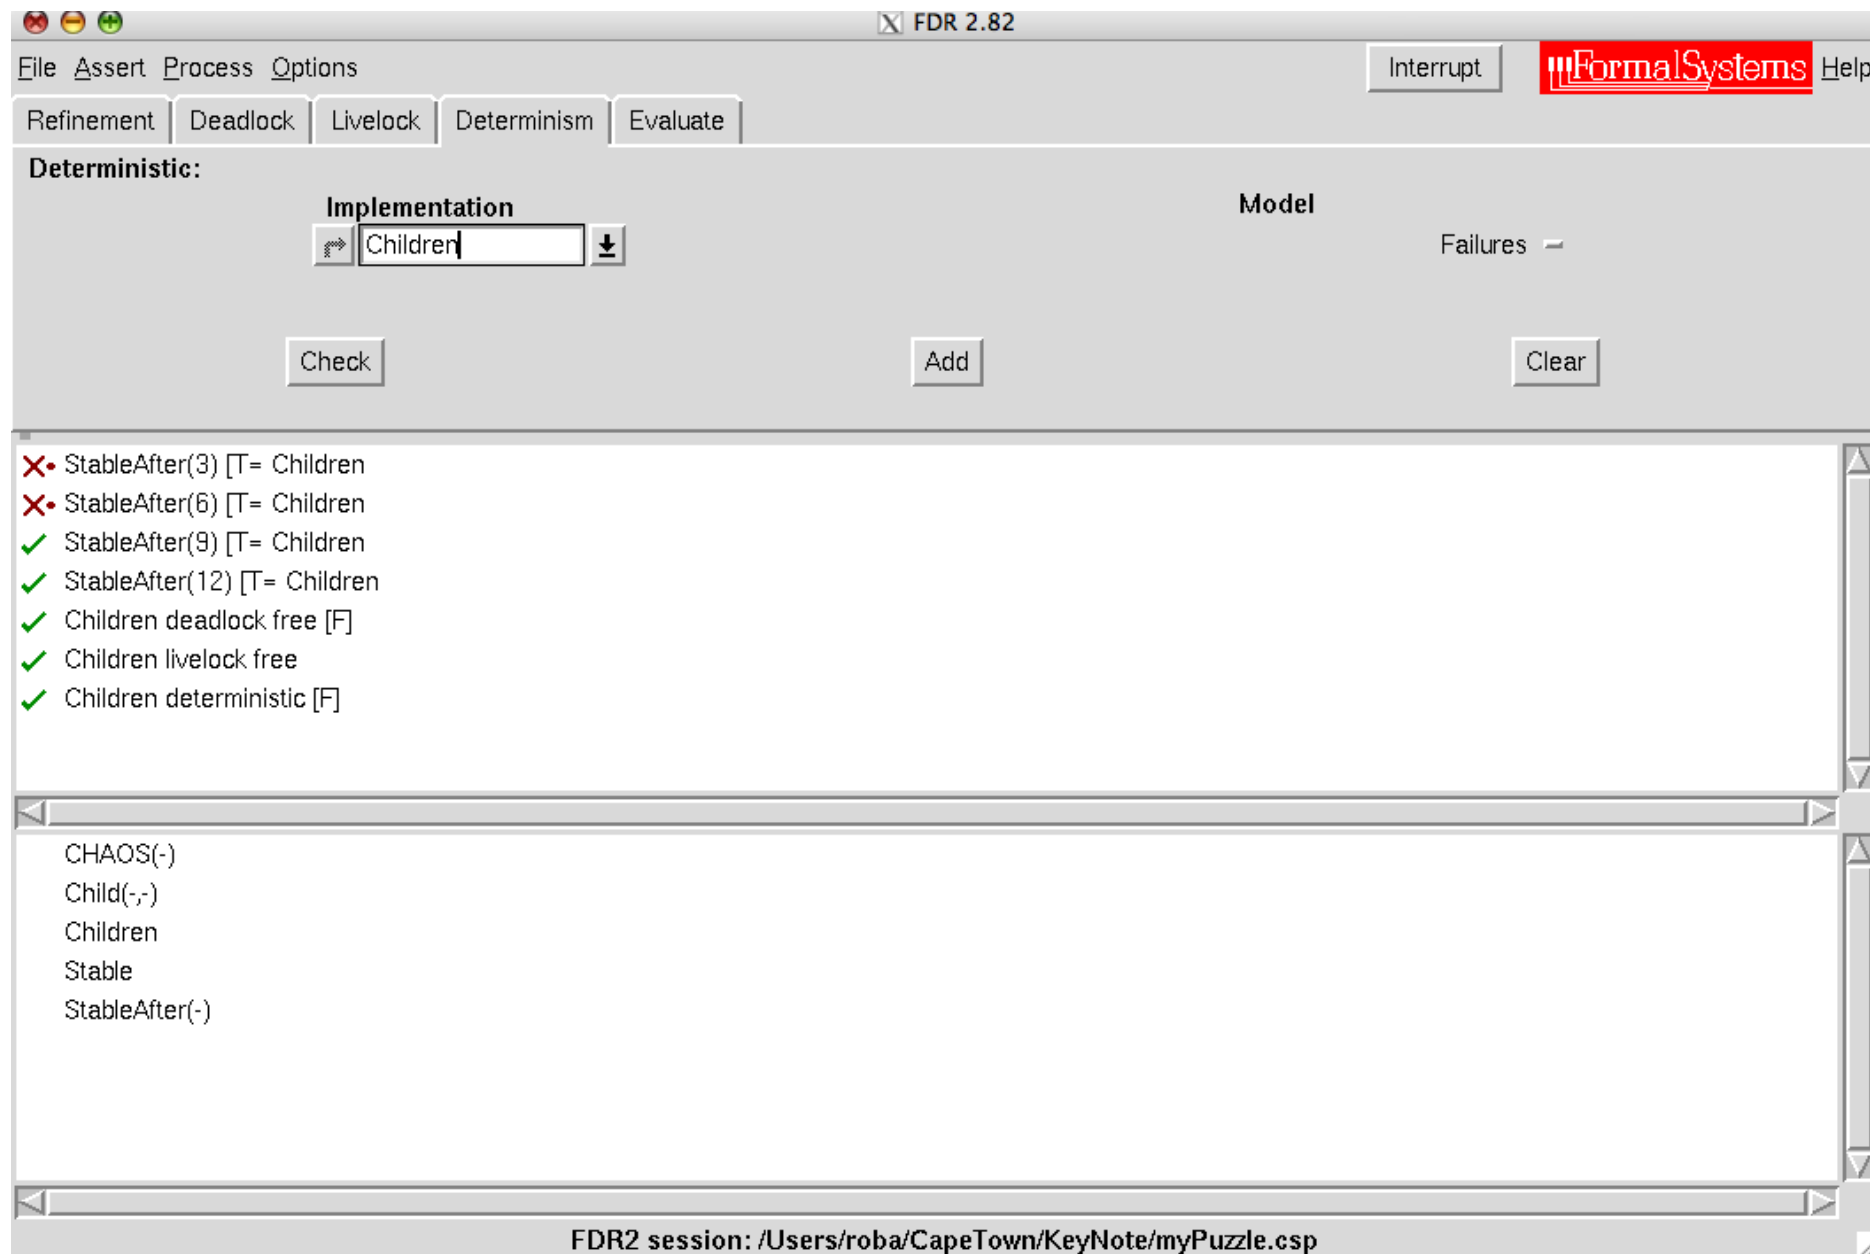 FDR 2.82
File Assert Process Options Interrupt FormalSystems Help
Refinement Deadlock Livelock Determinism Evaluate
Deterministic:
Implementation Model
Children Failures
Check Add Clear
StableAfter(3) [T= Children
StableAfter(6) [T= Children
StableAfter(9) [T= Children
StableAfter(12) [T= Children
Children deadlock free [F]
Children livelock free
Children deterministic [F]
CHAOS(-)
Child(-,-)
Children
Stable
StableAfter(-)
FDR2 session: /Users/roba/CapeTown/KeyNote/myPuzzle.csp